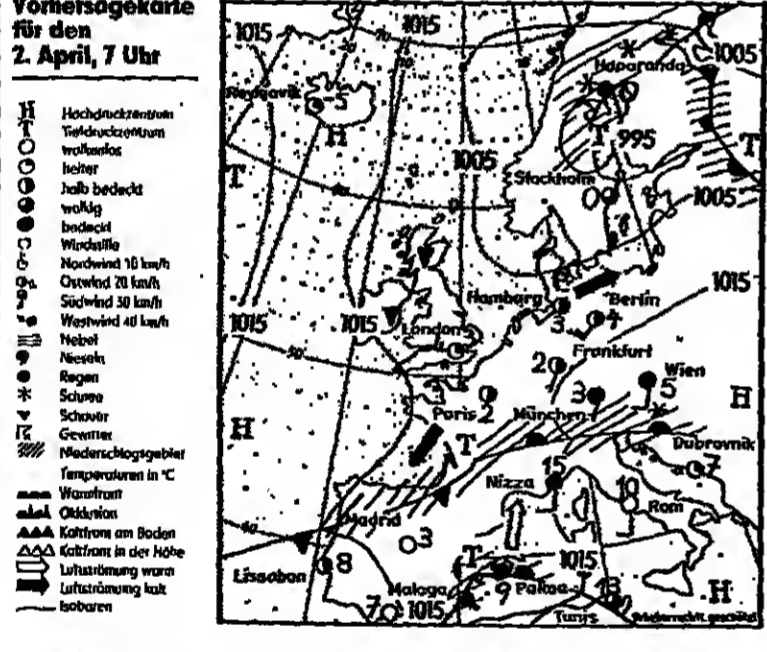 Vorhersagekarte
für den
2. April, 7 Uhr
H Hochdruckzentrum
T Tiefdruckzentrum
wolkenlos
heiter
halb bedeckt
wolkig
bedeckt
Windstille
Nordwind 10 km/h
Ostwind 20 km/h
Südwind 30 km/h
Westwind 40 km/h
Nebel
Nieseln
Regen
Schnee
Schauer
Gewitter
Niederschlagsgebiet
Temperaturen in °C
Warmfront
Okklusion
Kaltfront am Boden
Kaltfront in der Höhe
Luftströmung warm
Luftströmung kalt
Isobaren
1015
1015
1005
Haparanda
0
Reykjavik
-5
H
T
995
T
T
1005
Stockholm
0
1005
1015
Hamburg
3
Berlin
4
1015
1015
London
Frankfurt
2
Wien
5
3
Paris
2
München
H
H
T
Dubrovnik
7
Nizza
15
10
Rom
Madrid
3
Lissabon
8
T
1015
Malaga
7
1015
9
Palma
13
Tunis
H
Urheberrechtl. geschützt